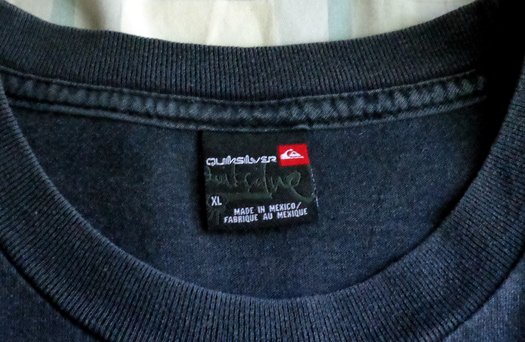 QUIKSILVER
XL
MADE IN MEXICO/
FABRIQUE AU MEXIQUE